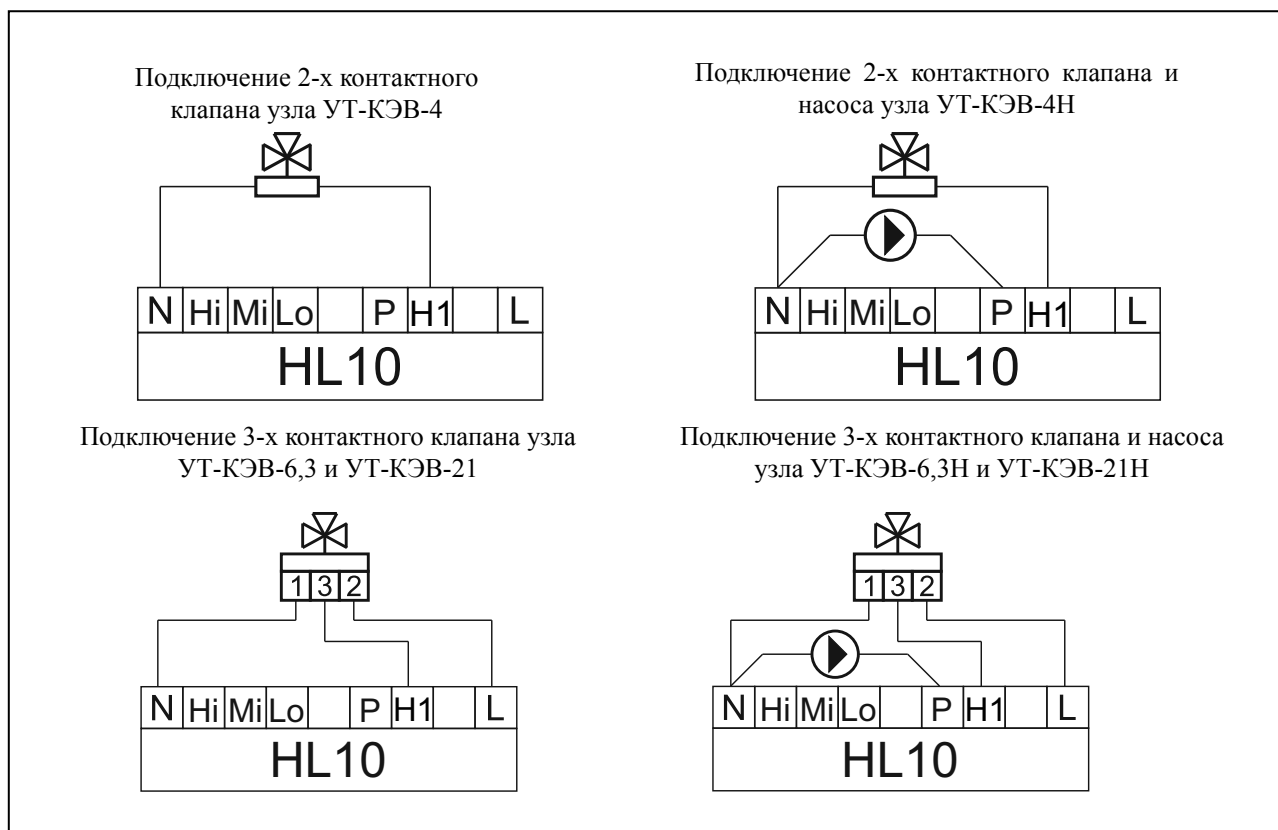 Подключение 2-х контактного
клапана узла УТ-КЭВ-4
N Hi Mi Lo P H1 L
HL10
Подключение 2-х контактного клапана и
насоса узла УТ-КЭВ-4Н
N Hi Mi Lo P H1 L
HL10
Подключение 3-х контактного клапана узла
УТ-КЭВ-6,3 и УТ-КЭВ-21
1 3 2
N Hi Mi Lo P H1 L
HL10
Подключение 3-х контактного клапана и насоса
узла УТ-КЭВ-6,3Н и УТ-КЭВ-21Н
1 3 2
N Hi Mi Lo P H1 L
HL10